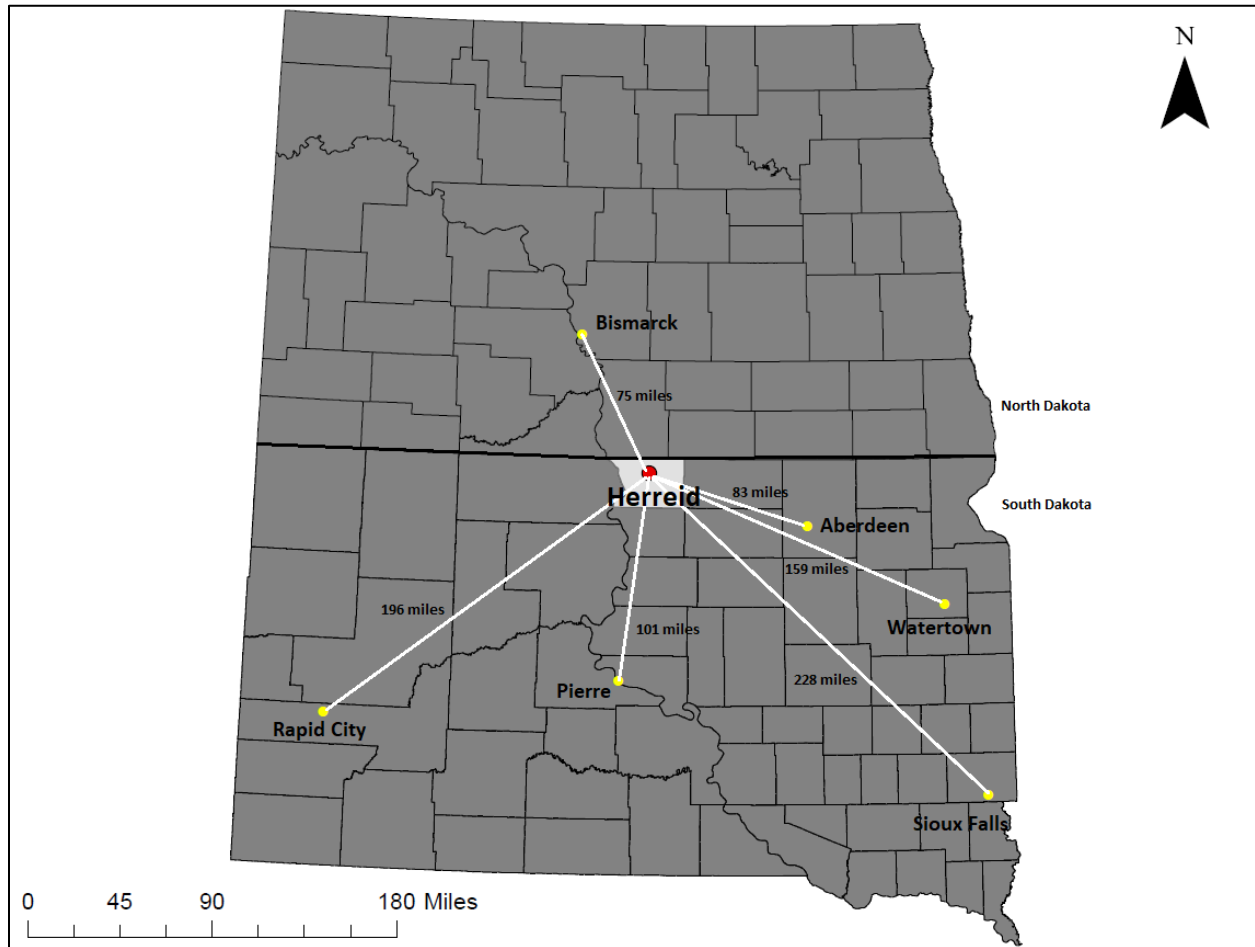 N
Bismarck
75 miles
North Dakota
Herreid
83 miles
South Dakota
Aberdeen
159 miles
196 miles
Watertown
101 miles
228 miles
Pierre
Rapid City
Sioux Falls
0 45 90 180 Miles